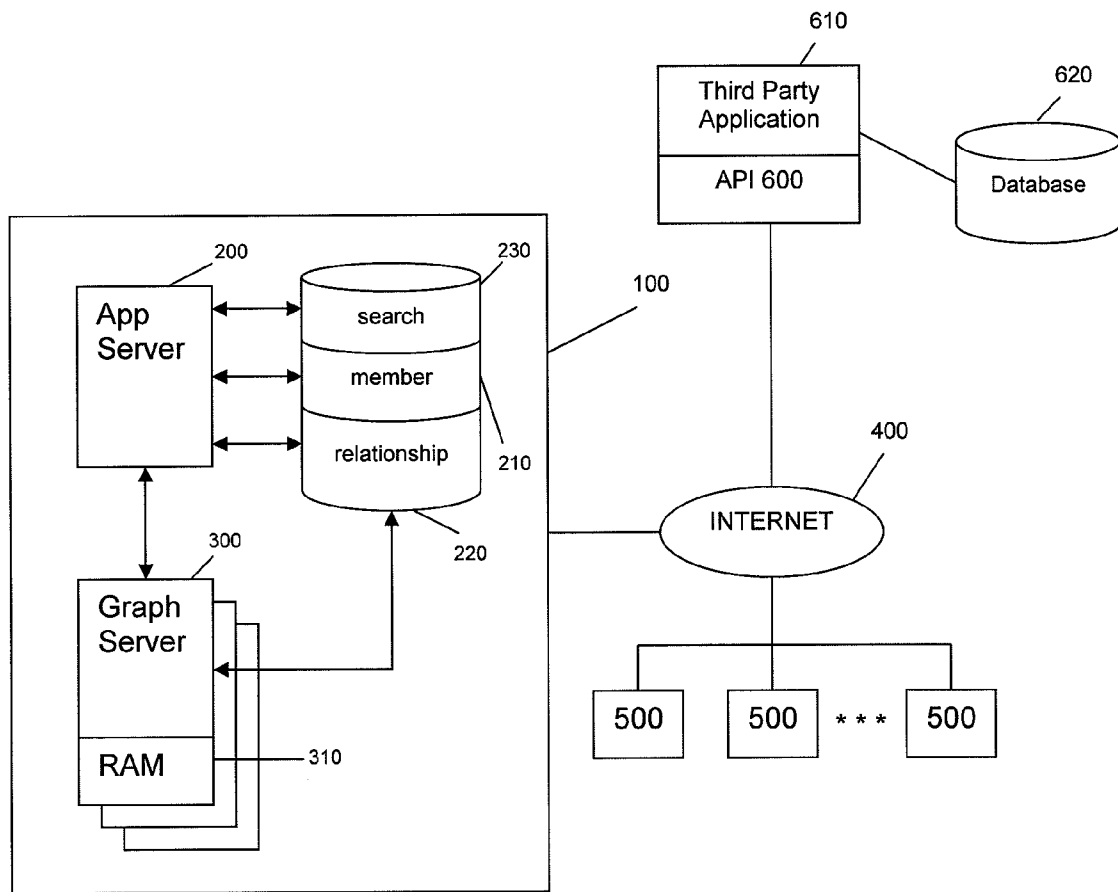 610
Third Party
Application
API 600
620
Database
200
App
Server
230
search
member
relationship
210
220
100
400
INTERNET
300
Graph
Server
RAM
310
500
500
* * *
500